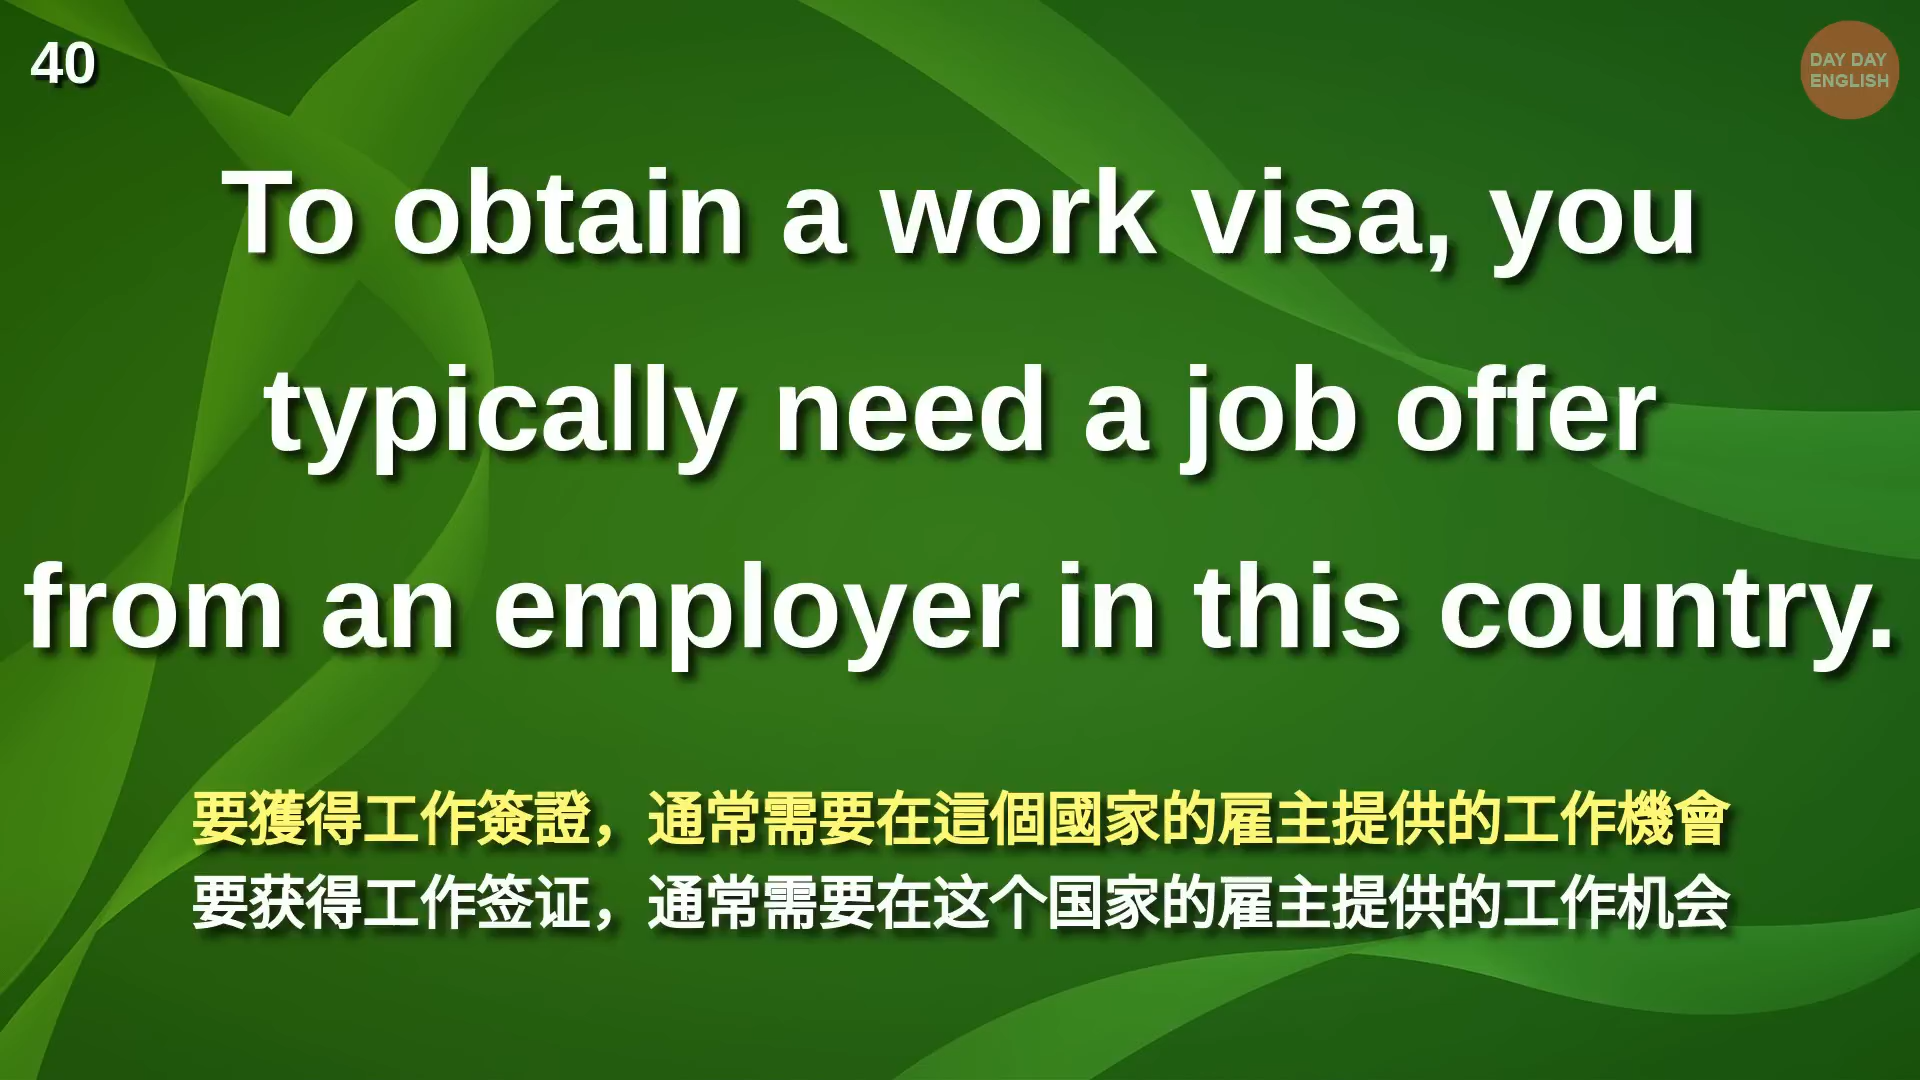 40
DAY DAY
ENGLISH
To obtain a work visa, you
typically need a job offer
from an employer in this country.
要獲得工作簽證，通常需要在這個國家的雇主提供的工作機會
要获得工作签证，通常需要在这个国家的雇主提供的工作机会